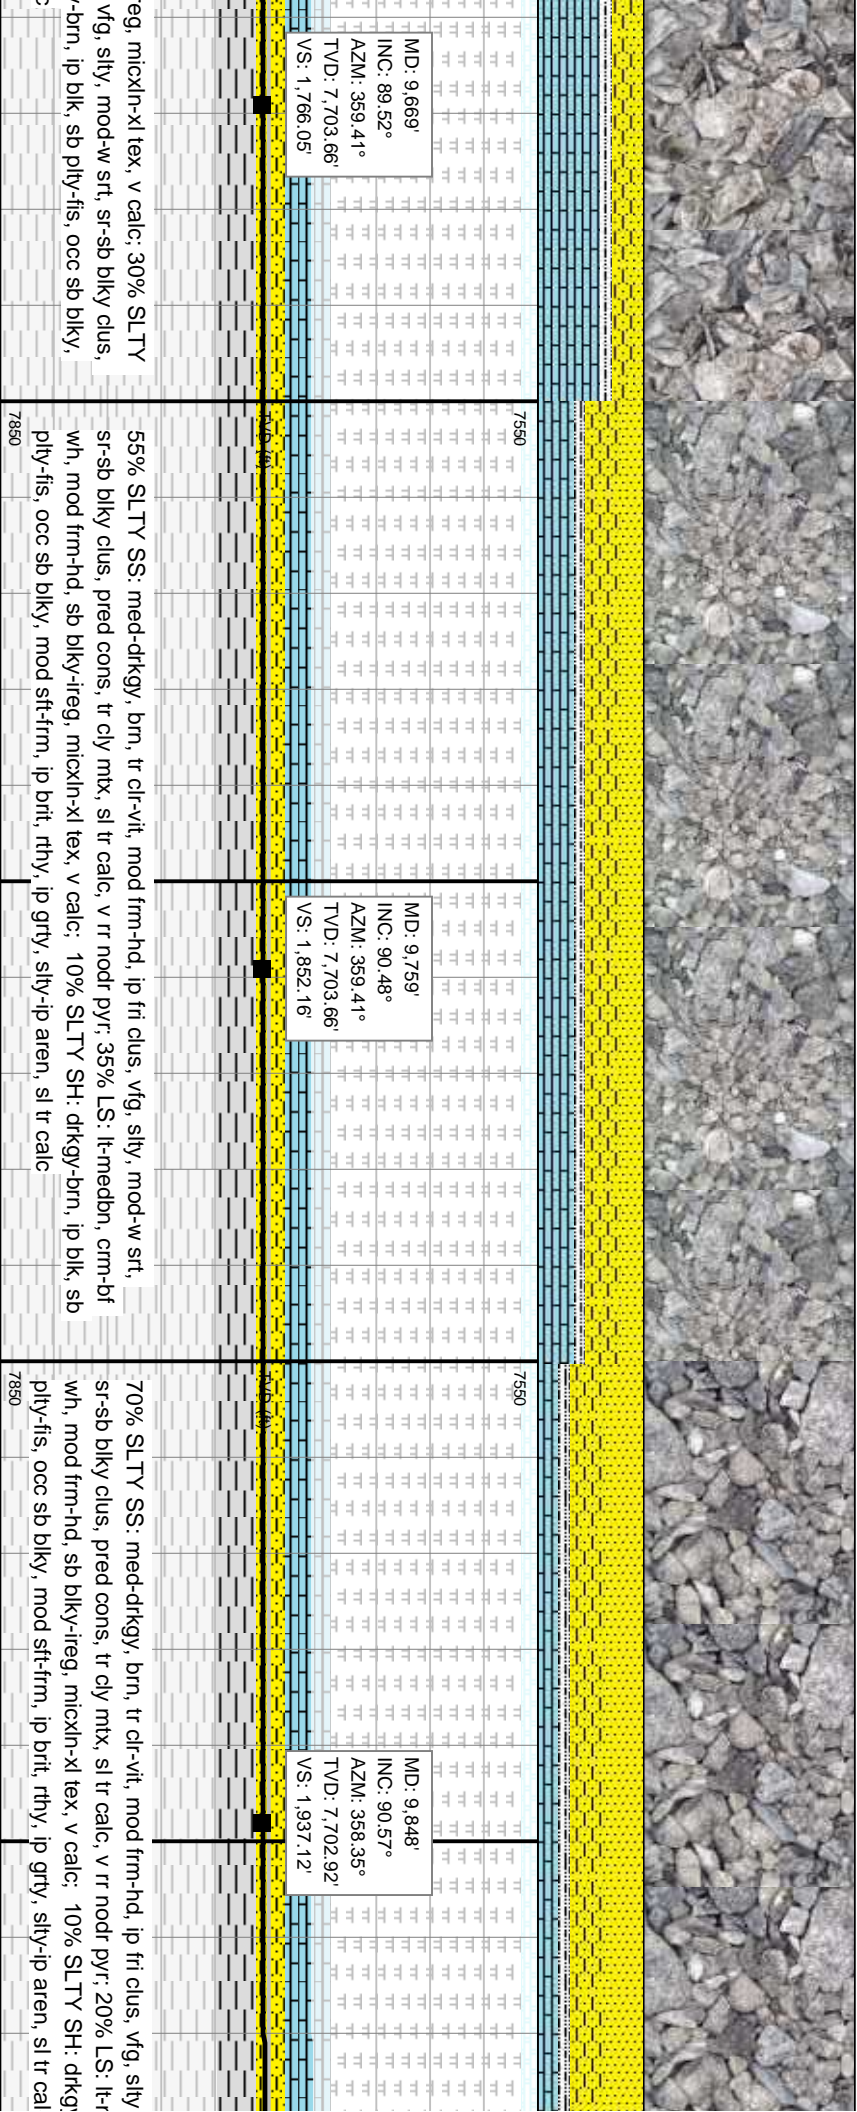 reg, micxln-xl tex, v calc; 30% SLTY
vfg, slty, mod-w srt, sr-sb blky clus,
y-brn, ip blk, sb plty-fis, occ sb blky,
MD: 9,669'
INC: 89.52°
AZM: 359.41°
TVD: 7,703.66'
VS: 1,766.05'
7550
TVD (ft)
7850
55% SLTY SS: med-drkgy, brn, tr clr-vit, mod frm-hd, ip fri clus, vfg, slty, mod-w srt,
sr-sb blky clus, pred cons, tr cly mtx, sl tr calc, v rr nodr pyr; 35% LS: lt-medbn, crm-bf
wh, mod frm-hd, sb blky-ireg, micxln-xl tex, v calc; 10% SLTY SH: drkgy-brn, ip blk, sb
plty-fis, occ sb blky, mod sft-frm, ip brit, rthy, ip grty, slty-ip aren, sl tr calc
MD: 9,759'
INC: 90.48°
AZM: 359.41°
TVD: 7,703.66'
VS: 1,852.16'
7550
TVD (ft)
7850
70% SLTY SS: med-drkgy, brn, tr clr-vit, mod frm-hd, ip fri clus, vfg, slty
sr-sb blky clus, pred cons, tr cly mtx, sl tr calc, v rr nodr pyr; 20% LS: lt-r
wh, mod frm-hd, sb blky-ireg, micxln-xl tex, v calc; 10% SLTY SH: drkgy
plty-fis, occ sb blky, mod sft-frm, ip brit, rthy, ip grty, slty-ip aren, sl tr cal
MD: 9,848'
INC: 90.57°
AZM: 358.35°
TVD: 7,702.92'
VS: 1,937.12'